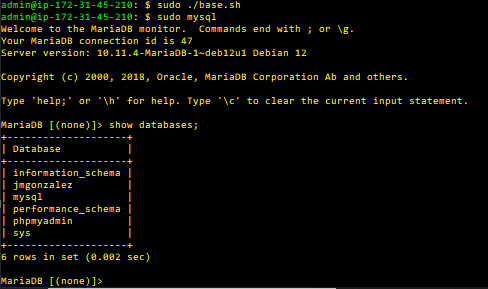 admin@ip-172-31-45-210:~$ sudo ./base.sh
admin@ip-172-31-45-210:~$ sudo mysql
Welcome to the MariaDB monitor.  Commands end with ; or \g.
Your MariaDB connection id is 47
Server version: 10.11.4-MariaDB-1~deb12u1 Debian 12

Copyright (c) 2000, 2018, Oracle, MariaDB Corporation Ab and others.

Type 'help;' or '\h' for help. Type '\c' to clear the current input statement.

MariaDB [(none)]> show databases;
+--------------------+
| Database           |
+--------------------+
| information_schema |
| jmgonzalez         |
| mysql              |
| performance_schema |
| phpmyadmin         |
| sys                |
+--------------------+
6 rows in set (0.002 sec)

MariaDB [(none)]>